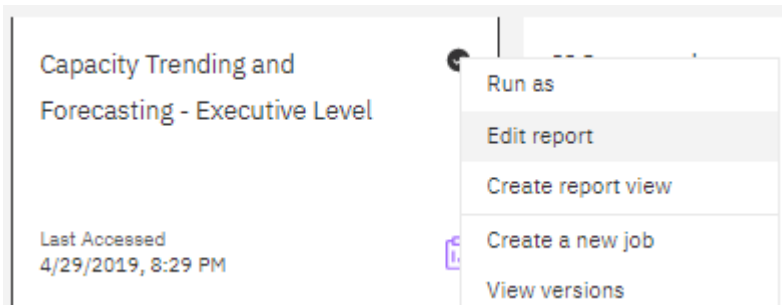 Capacity Trending and
Forecasting - Executive Level
Last Accessed
4/29/2019, 8:29 PM
Run as
Edit report
Create report view
Create a new job
View versions